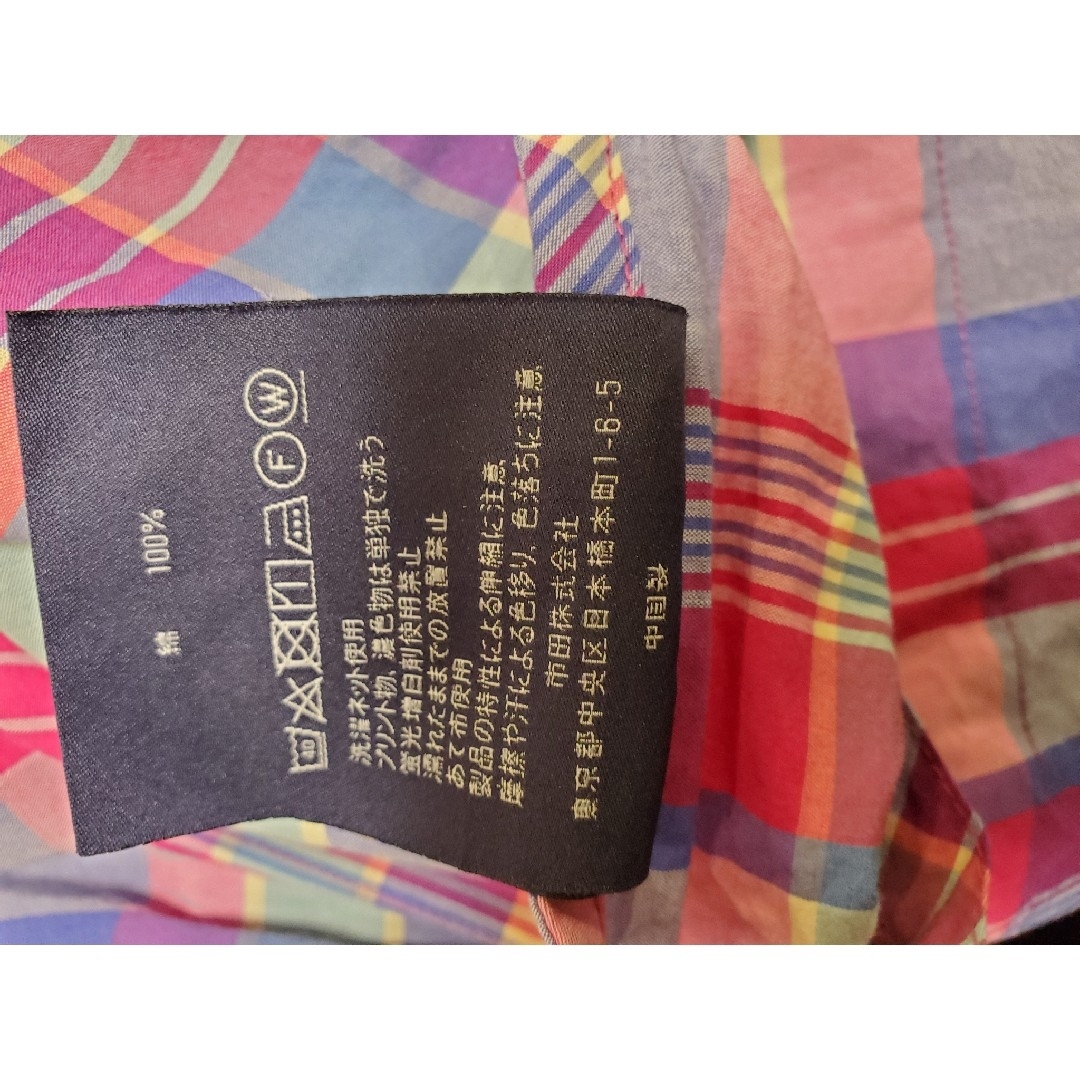 綿 100%
40 F W
洗濯ネット使用
プリント物、濃色物は単独で洗う
蛍光増白剤使用禁止
濡れたままでの放置禁止
あて布使用
製品の特性による伸縮に注意
摩擦や汗による色移り、色落ちに注意
市田株式会社
東京都中央区日本橋本町1-6-5
中国製